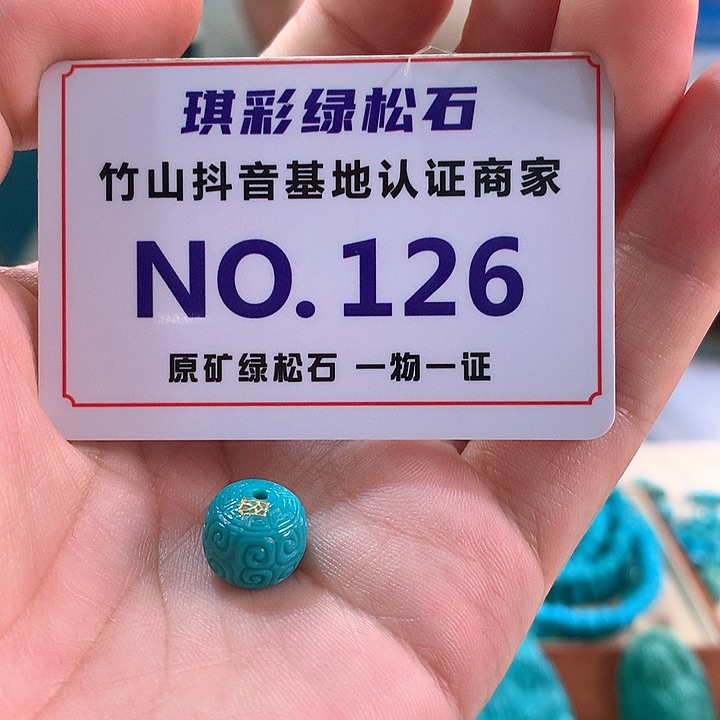 琪彩绿松石
竹山抖音基地认证商家
NO.126
原矿绿松石 一物一证